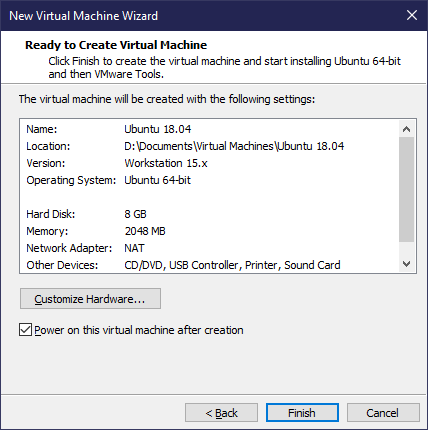 New Virtual Machine Wizard
Ready to Create Virtual Machine
Click Finish to create the virtual machine and start installing Ubuntu 64-bit
and then VMware Tools.
The virtual machine will be created with the following settings:
Name: Ubuntu 18.04
Location: D:\Documents\Virtual Machines\Ubuntu 18.04
Version: Workstation 15.x
Operating System: Ubuntu 64-bit
Hard Disk: 8 GB
Memory: 2048 MB
Network Adapter: NAT
Other Devices: CD/DVD, USB Controller, Printer, Sound Card
Customize Hardware...
Power on this virtual machine after creation
< Back Finish Cancel